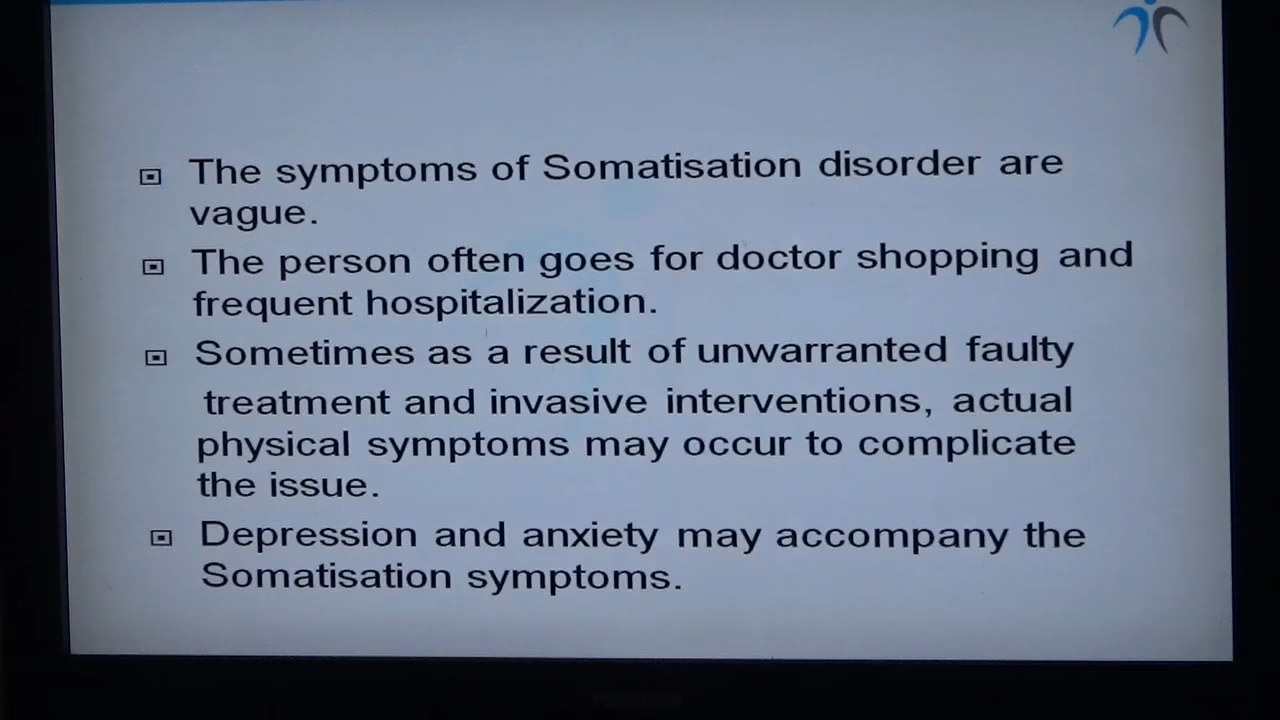 The symptoms of Somatisation disorder are
vague.
The person often goes for doctor shopping and
frequent hospitalization.
Sometimes as a result of unwarranted faulty
treatment and invasive interventions, actual
physical symptoms may occur to complicate
the issue.
Depression and anxiety may accompany the
Somatisation symptoms.